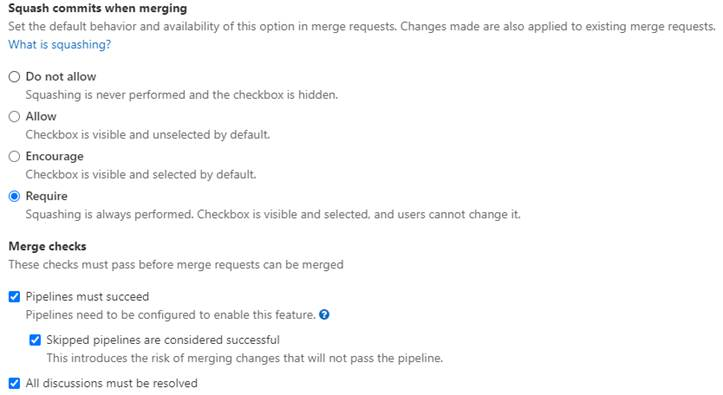 Squash commits when merging
Set the default behavior and availability of this option in merge requests. Changes made are also applied to existing merge requests.
What is squashing?
Do not allow
Squashing is never performed and the checkbox is hidden.
Allow
Checkbox is visible and unselected by default.
Encourage
Checkbox is visible and selected by default.
Require
Squashing is always performed. Checkbox is visible and selected, and users cannot change it.
Merge checks
These checks must pass before merge requests can be merged
Pipelines must succeed
Pipelines need to be configured to enable this feature. ?
Skipped pipelines are considered successful
This introduces the risk of merging changes that will not pass the pipeline.
All discussions must be resolved